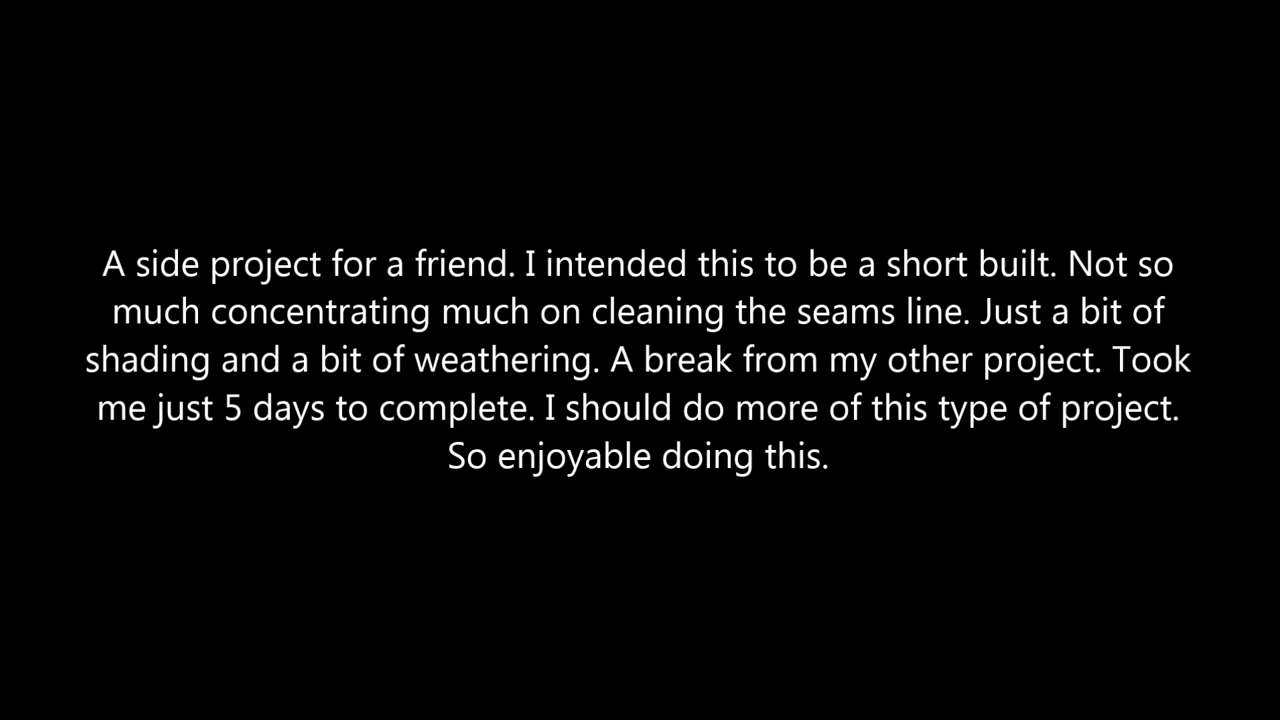 A side project for a friend. I intended this to be a short built. Not so
much concentrating much on cleaning the seams line. Just a bit of
shading and a bit of weathering. A break from my other project. Took
me just 5 days to complete. I should do more of this type of project.
So enjoyable doing this.